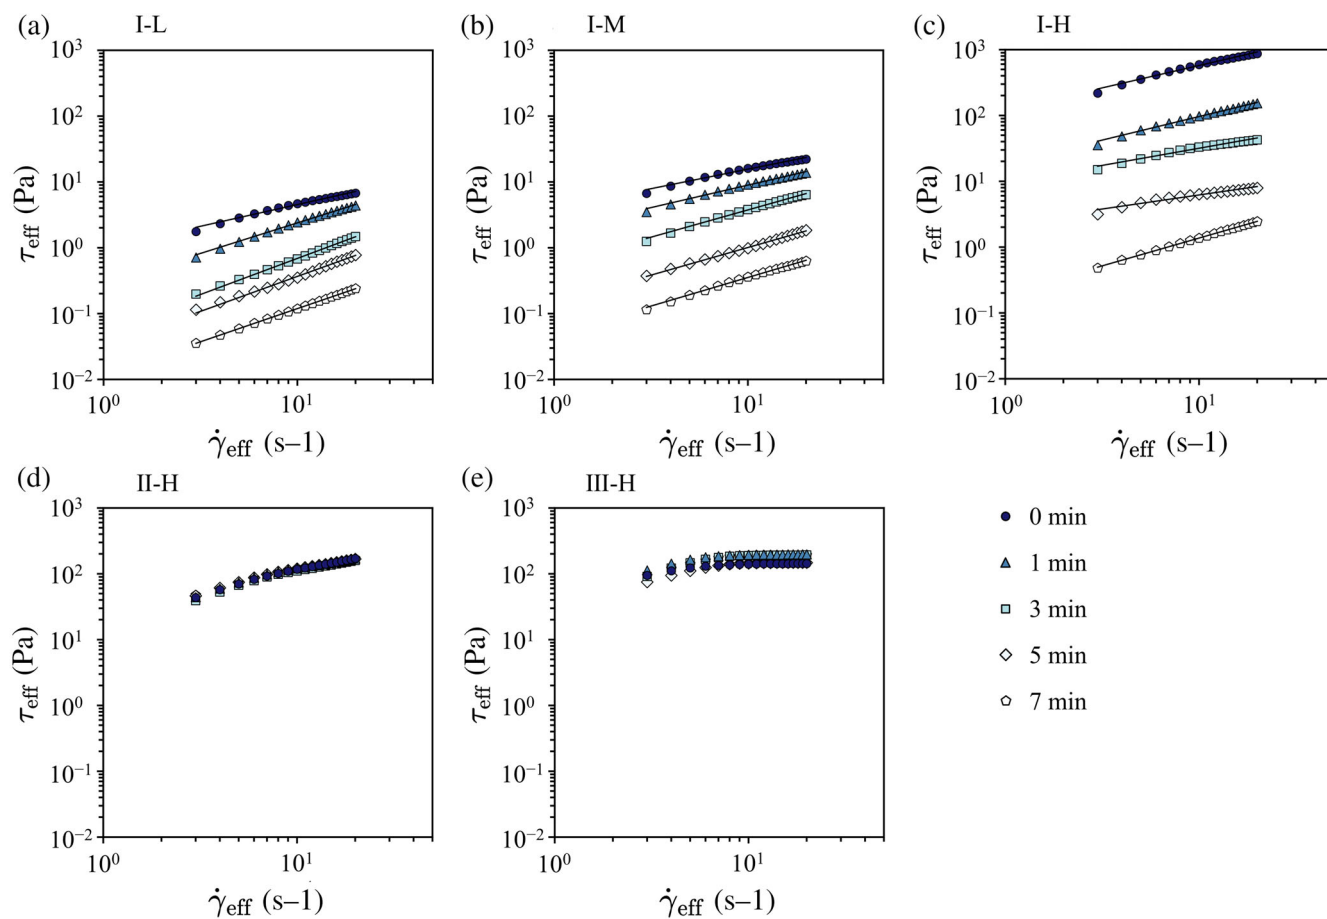 (a) I-L
10³
10²
10¹
10⁰
10⁻¹
10⁻²
τeff (Pa)
10⁰ 10¹
γ̇eff (s–1)
(b) I-M
10³
10²
10¹
10⁰
10⁻¹
10⁻²
τeff (Pa)
10⁰ 10¹
γ̇eff (s–1)
(c) I-H
10³
10²
10¹
10⁰
10⁻¹
10⁻²
τeff (Pa)
10⁰ 10¹
γ̇eff (s–1)
(d) II-H
10³
10²
10¹
10⁰
10⁻¹
10⁻²
τeff (Pa)
10⁰ 10¹
γ̇eff (s–1)
(e) III-H
10³
10²
10¹
10⁰
10⁻¹
10⁻²
τeff (Pa)
10⁰ 10¹
γ̇eff (s–1)
0 min
1 min
3 min
5 min
7 min